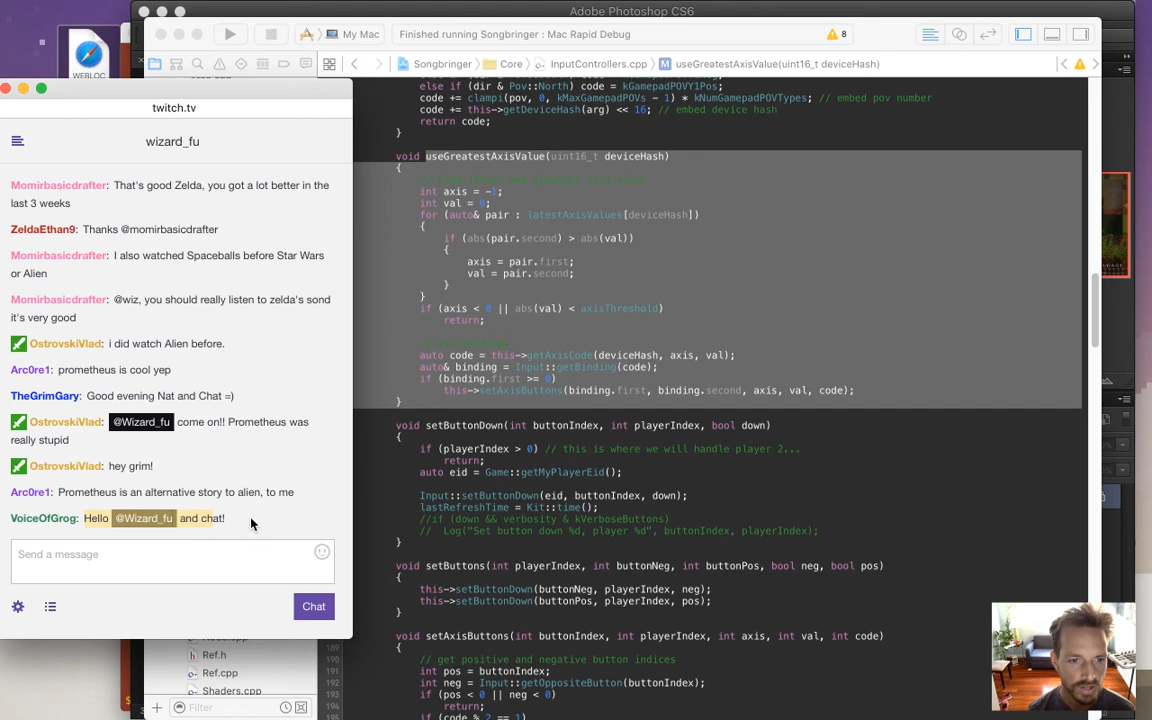 Adobe Photoshop CS6
My Mac
Finished running Songbringer : Mac Rapid Debug
8
WEBLOC
Songbringer
Core
InputControllers.cpp
useGreatestAxisValue(uint16_t deviceHash)
twitch.tv
wizard_fu
Momirbasicdrafter: That's good Zelda, you got a lot better in the
last 3 weeks
ZeldaEthan9: Thanks @momirbasicdrafter
Momirbasicdrafter: I also watched Spaceballs before Star Wars
or Alien
Momirbasicdrafter: @wiz, you should really listen to zelda's sond
it's very good
OstrovskiVlad: i did watch Alien before.
Arc0re1: prometheus is cool yep
TheGrimGary: Good evening Nat and Chat =)
OstrovskiVlad: @Wizard_fu come on!! Prometheus was
really stupid
OstrovskiVlad: hey grim!
Arc0re1: Prometheus is an alternative story to alien, to me
VoiceOfGrog: Hello @Wizard_fu and chat!
Send a message
Chat
else if (dir & Pov::North) code = kGamepadPOVY1Pos;
code += clampi(pov, 0, kMaxGamepadPOVs - 1) * kNumGamepadPOVTypes; // embed pov number
code += this->getDeviceHash(arg) << 16; // embed device hash
return code;
}
void useGreatestAxisValue(uint16_t deviceHash)
{
int axis = -1;
int val = 0;
for (auto& pair : latestAxisValues[deviceHash])
{
if (abs(pair.second) > abs(val))
{
axis = pair.first;
val = pair.second;
}
}
if (axis < 0 || abs(val) < axisThreshold)
return;
auto code = this->getAxisCode(deviceHash, axis, val);
auto& binding = Input::getBinding(code);
if (binding.first >= 0)
this->setAxisButtons(binding.first, binding.second, axis, val, code);
}
void setButtonDown(int buttonIndex, int playerIndex, bool down)
{
if (playerIndex > 0) // this is where we will handle player 2...
return;
auto eid = Game::getMyPlayerEid();
Input::setButtonDown(eid, buttonIndex, down);
lastRefreshTime = Kit::time();
//if (down && verbosity & kVerboseButtons)
// Log("Set button down %d, player %d", buttonIndex, playerIndex);
}
void setButtons(int playerIndex, int buttonNeg, int buttonPos, bool neg, bool pos)
{
this->setButtonDown(buttonNeg, playerIndex, neg);
this->setButtonDown(buttonPos, playerIndex, pos);
}
void setAxisButtons(int buttonIndex, int playerIndex, int axis, int val, int code)
{
// get positive and negative button indices
int pos = buttonIndex;
int neg = Input::getOppositeButton(buttonIndex);
if (pos < 0 || neg < 0)
return;
if (code % 2 == 1)
189
190
191
192
193
194
Ref.h
Ref.cpp
Shaders.cpp
Filter